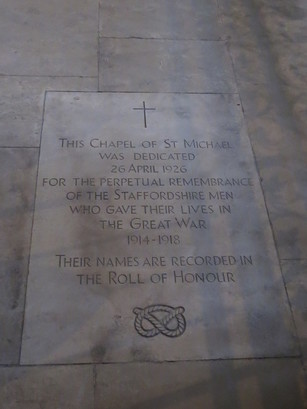 THIS CHAPEL OF ST MICHAEL
WAS DEDICATED
26 APRIL 1926
FOR THE PERPETUAL REMEMBRANCE
OF THE STAFFORDSHIRE MEN
WHO GAVE THEIR LIVES IN
THE GREAT WAR
1914-1918
THEIR NAMES ARE RECORDED IN
THE ROLL OF HONOUR